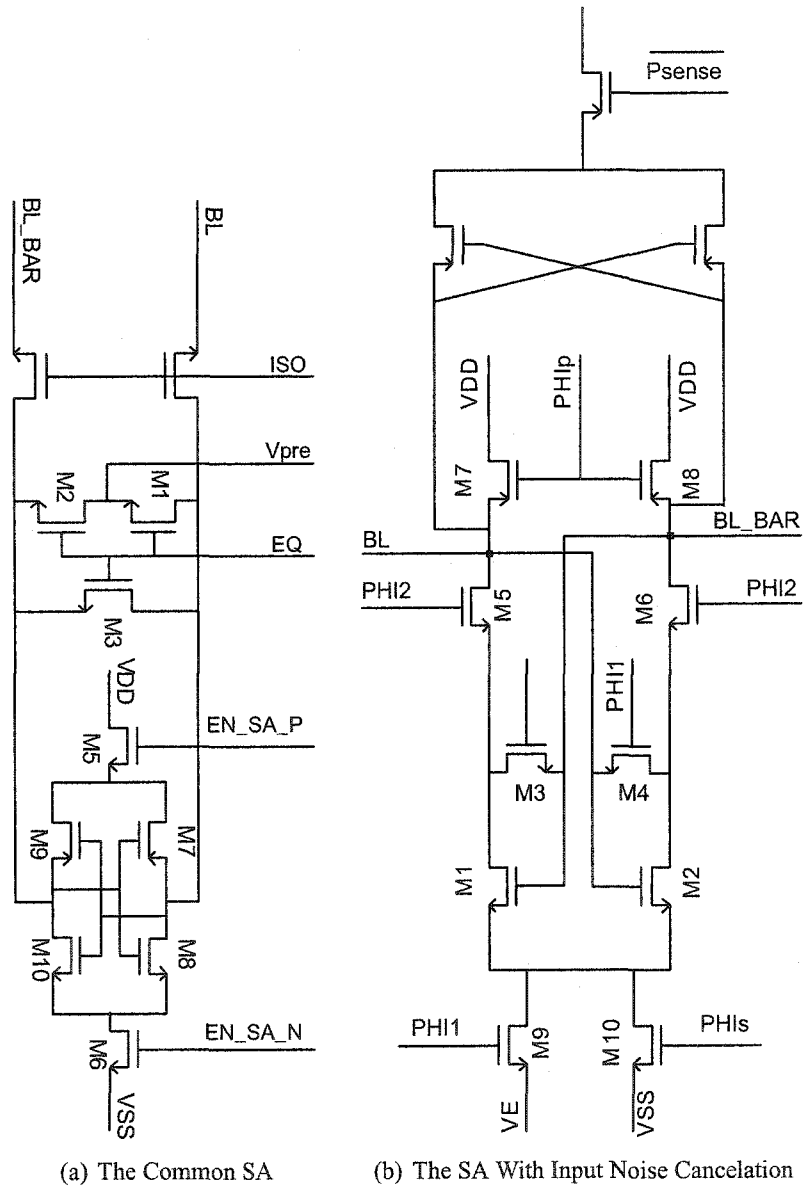 Psense
BL_BAR
BL
ISO
Vpre
M2
M1
EQ
M3
VDD
EN_SA_P
M5
M9
M7
M10
M8
EN_SA_N
M6
VSS
VDD
PHIp
VDD
M7
M8
BL
BL_BAR
PHI2
M5
M6
PHI2
PHI1
M3
M4
M1
M2
PHI1
M9
M10
PHIs
VE
VSS
(a) The Common SA
(b) The SA With Input Noise Cancelation